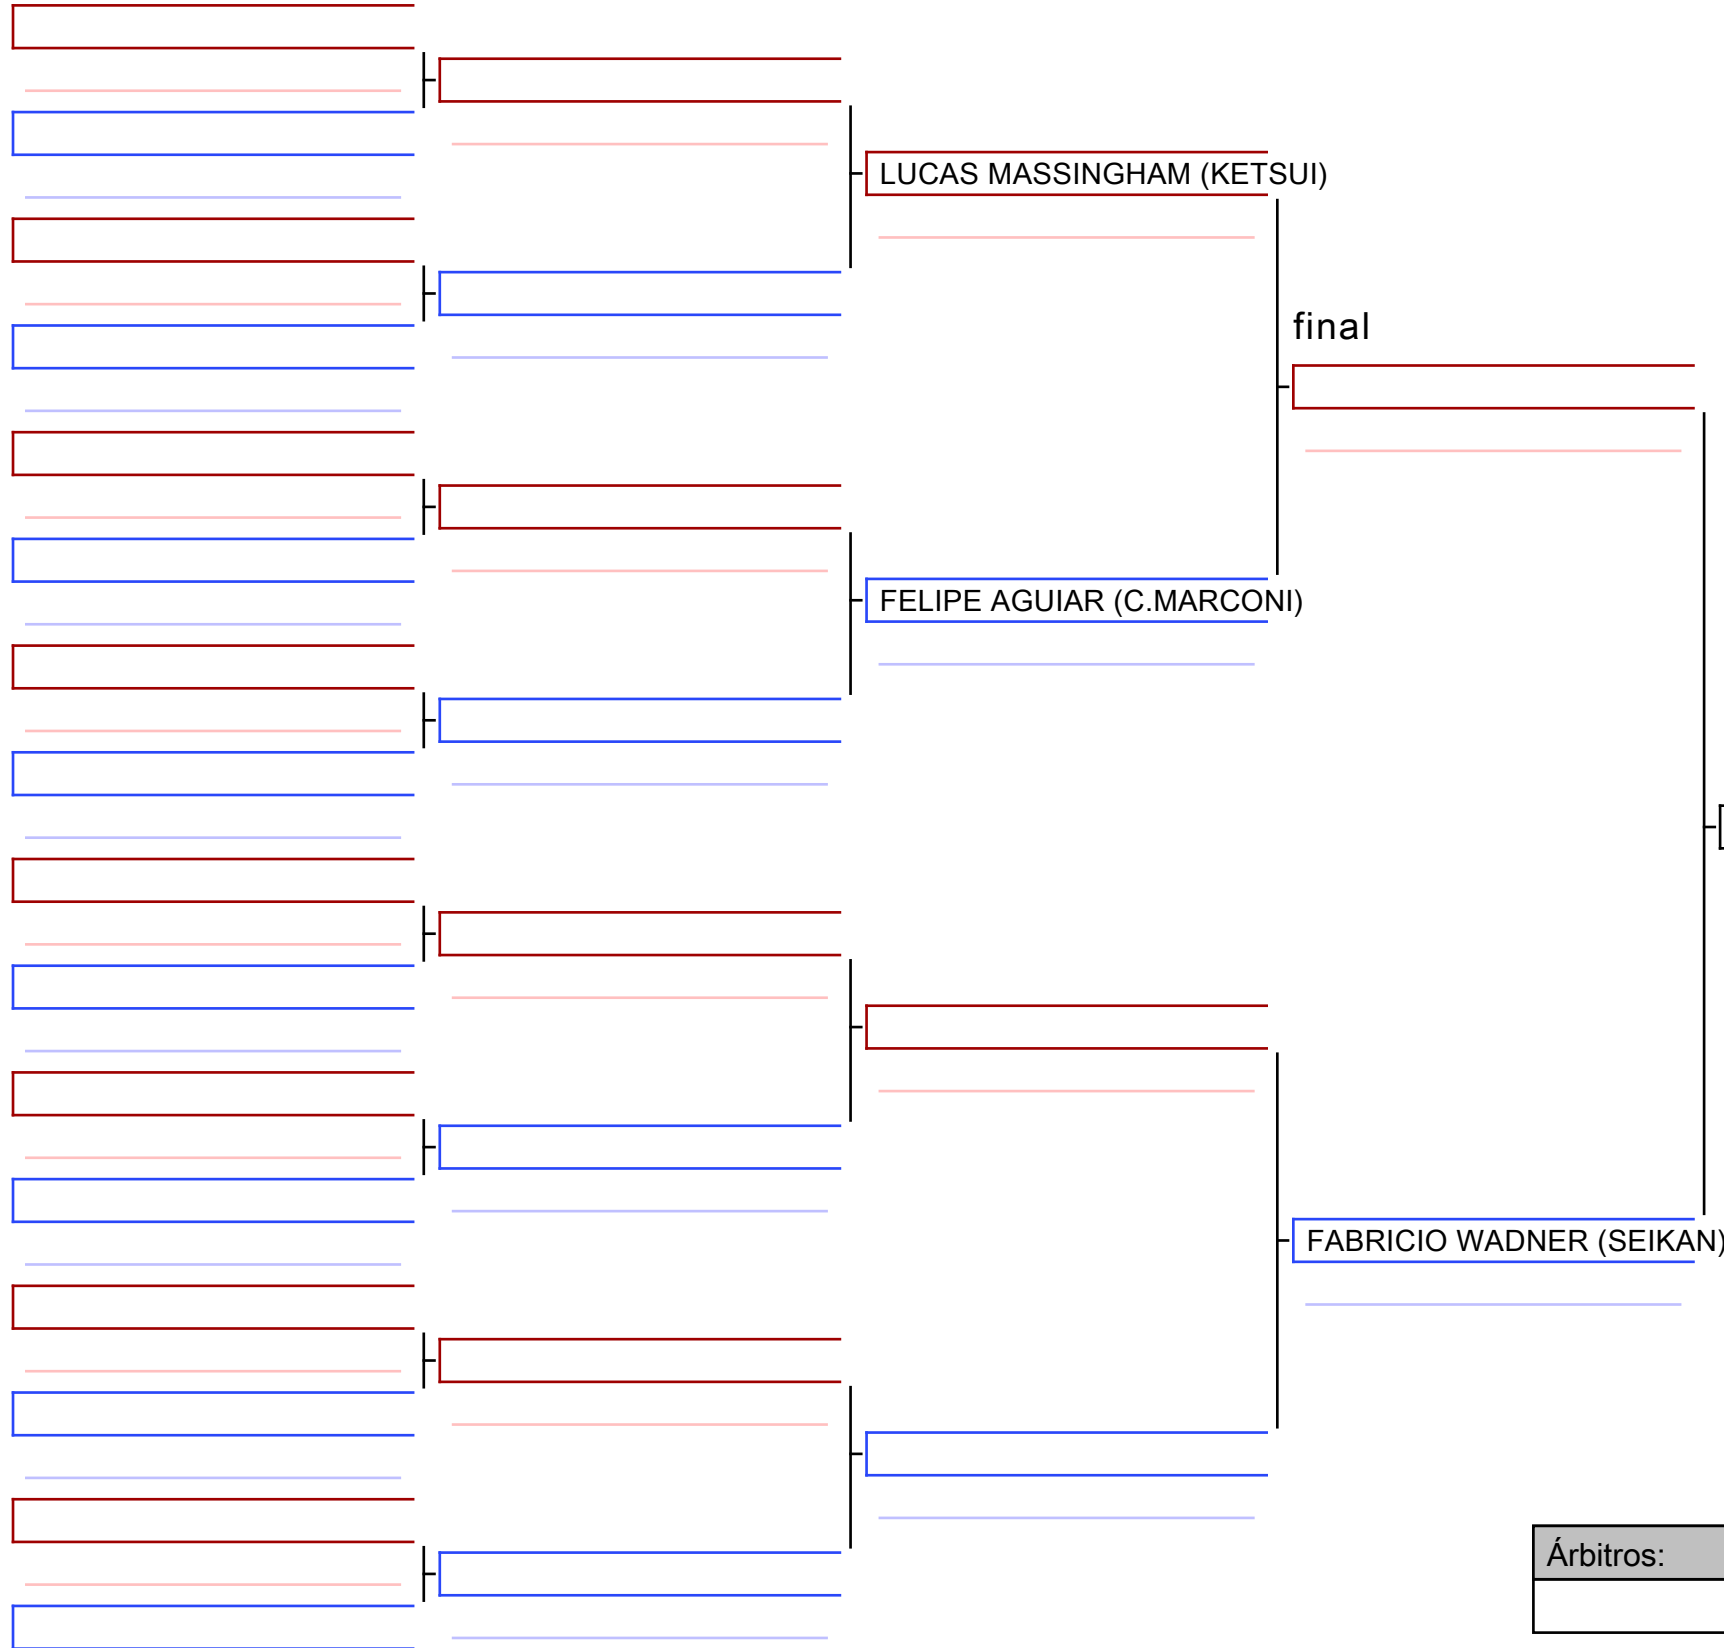 LUCAS MASSINGHAM (KETSUI)
final
FELIPE AGUIAR (C.MARCONI)
FABRICIO WADNER (SEIKAN)
Árbitros: